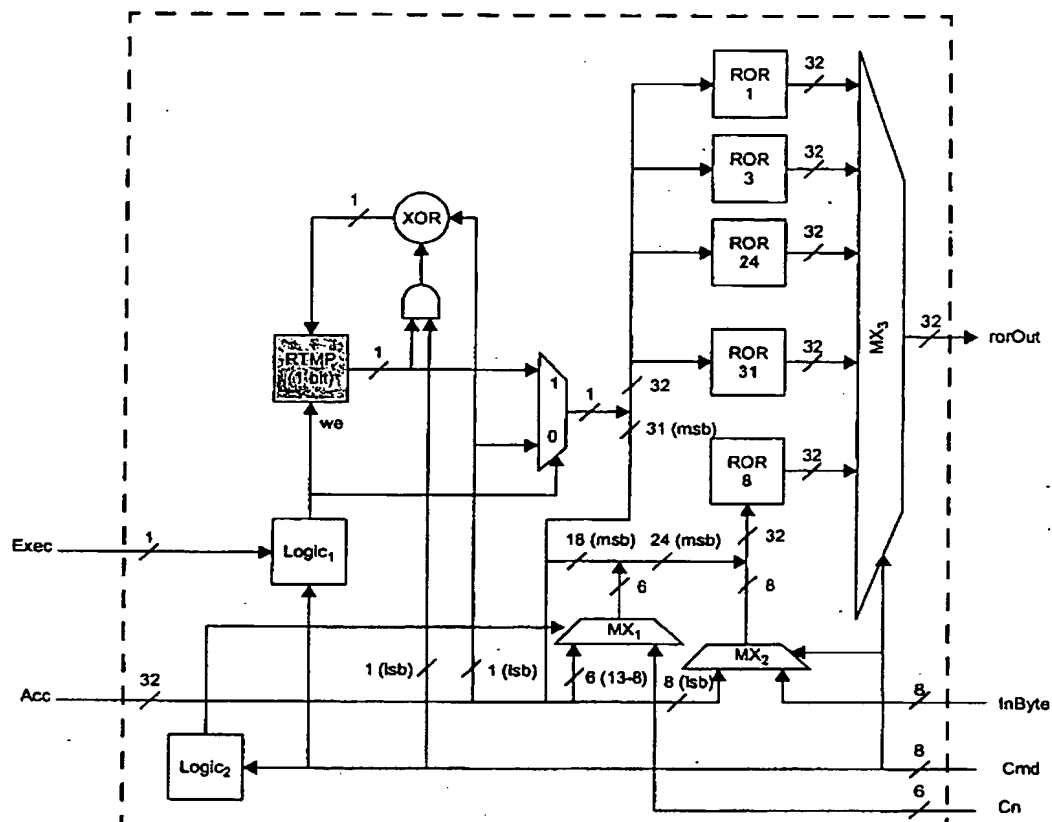 ROR
1
32
32
ROR
3
32
ROR
24
32
ROR
31
32
ROR
8
32
MX3
32
rorOut
1
XOR
RTMP
(1 bit)
1
we
1
0
1
32
31 (msb)
Exec
1
Logic1
18 (msb)
24 (msb)
32
6
8
MX1
MX2
Acc
32
1 (lsb)
1 (lsb)
6 (13-8)
8 (lsb)
8
InByte
Logic2
8
Cmd
6
Cn